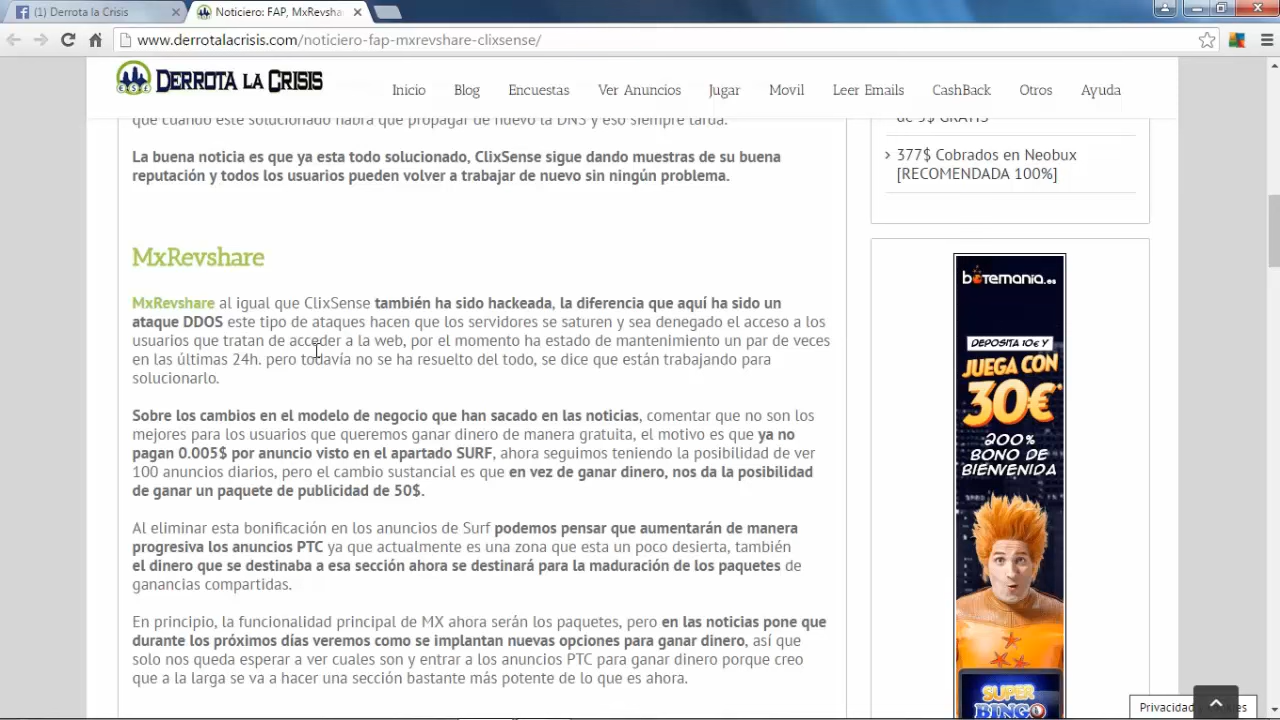 (1) Derrota la Crisis
Noticiero: FAP, MxRevsha
www.derrotalacrisis.com/noticiero-fap-mxrevshare-clixsense/
DERROTA LA CRISIS
Inicio Blog Encuestas Ver Anuncios Jugar Movil Leer Emails CashBack Otros Ayuda
que cuando este solucionado habrá que propagar de nuevo la DNS y eso siempre tarda.
La buena noticia es que ya esta todo solucionado, ClixSense sigue dando muestras de su buena
reputación y todos los usuarios pueden volver a trabajar de nuevo sin ningún problema.
MxRevshare
MxRevshare al igual que ClixSense también ha sido hackeada, la diferencia que aquí ha sido un
ataque DDOS este tipo de ataques hacen que los servidores se saturen y sea denegado el acceso a los
usuarios que tratan de acceder a la web, por el momento ha estado de mantenimiento un par de veces
en las últimas 24h. pero todavía no se ha resuelto del todo, se dice que están trabajando para
solucionarlo.
Sobre los cambios en el modelo de negocio que han sacado en las noticias, comentar que no son los
mejores para los usuarios que queremos ganar dinero de manera gratuita, el motivo es que ya no
pagan 0.005$ por anuncio visto en el apartado SURF, ahora seguimos teniendo la posibilidad de ver
100 anuncios diarios, pero el cambio sustancial es que en vez de ganar dinero, nos da la posibilidad
de ganar un paquete de publicidad de 50$.
Al eliminar esta bonificación en los anuncios de Surf podemos pensar que aumentarán de manera
progresiva los anuncios PTC ya que actualmente es una zona que esta un poco desierta, también
el dinero que se destinaba a esa sección ahora se destinará para la maduración de los paquetes de
ganancias compartidas.
En principio, la funcionalidad principal de MX ahora serán los paquetes, pero en las noticias pone que
durante los próximos días veremos como se implantan nuevas opciones para ganar dinero, así que
solo nos queda esperar a ver cuales son y entrar a los anuncios PTC para ganar dinero porque creo
que a la larga se va a hacer una sección bastante más potente de lo que es ahora.
de 5$ GRATIS
377$ Cobrados en Neobux
[RECOMENDADA 100%]
botemania.es
DEPOSITA 10€ Y
JUEGA CON
30€
200%
BONO DE
BIENVENIDA
SUPER
BINGO
Privacidad